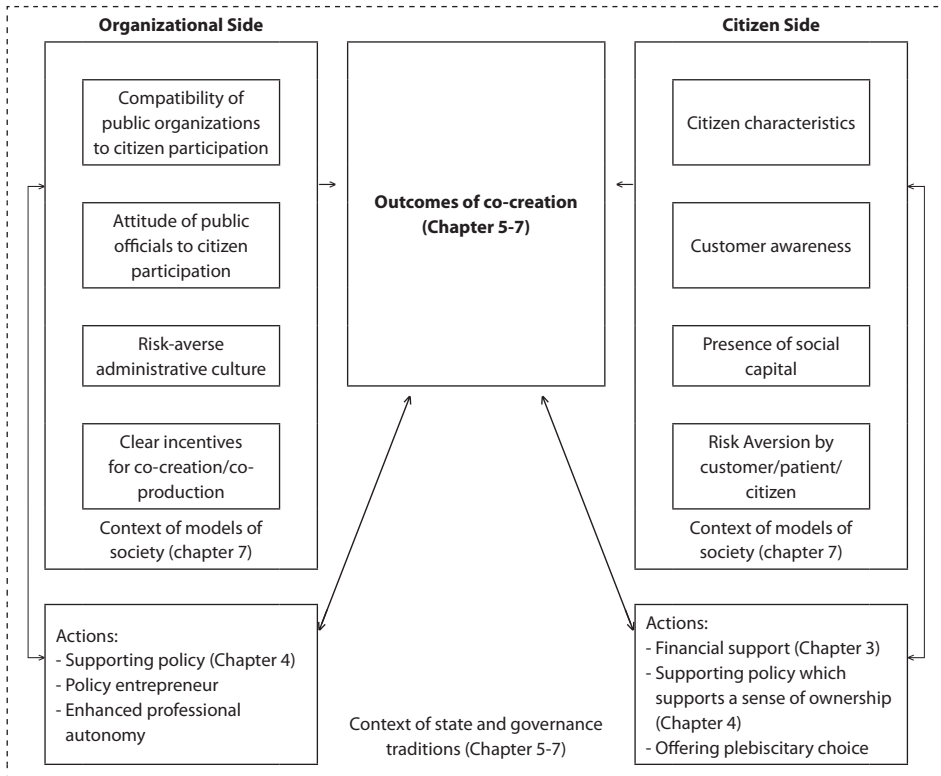 Organizational Side
Compatibility of
public organizations
to citizen participation
Attitude of public
officials to citizen
participation
Risk-averse
administrative culture
Clear incentives
for co-creation/co-
production
Context of models of
society (chapter 7)
Actions:
- Supporting policy (Chapter 4)
- Policy entrepreneur
- Enhanced professional
autonomy
Outcomes of co-creation
(Chapter 5-7)
Context of state and governance
traditions (Chapter 5-7)
Citizen Side
Citizen characteristics
Customer awareness
Presence of social
capital
Risk Aversion by
customer/patient/
citizen
Context of models of
society (chapter 7)
Actions:
- Financial support (Chapter 3)
- Supporting policy which
supports a sense of ownership
(Chapter 4)
- Offering plebiscitary choice